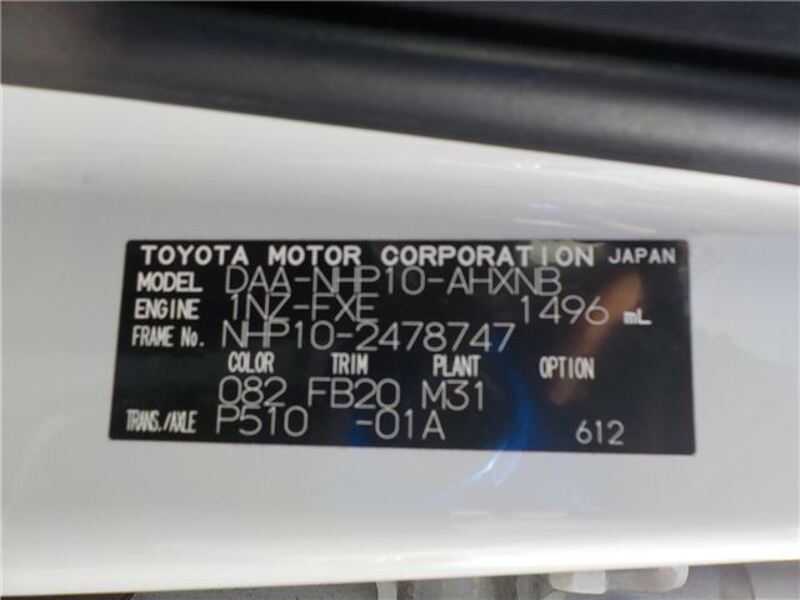 TOYOTA MOTOR CORPORATION JAPAN
MODEL DAA-NHP10-AHXNB
ENGINE 1NZ-FXE 1496 mL
FRAME No. NHP10-2478747
COLOR TRIM PLANT OPTION
082 FB20 M31
TRANS./AXLE P510 -01A 612